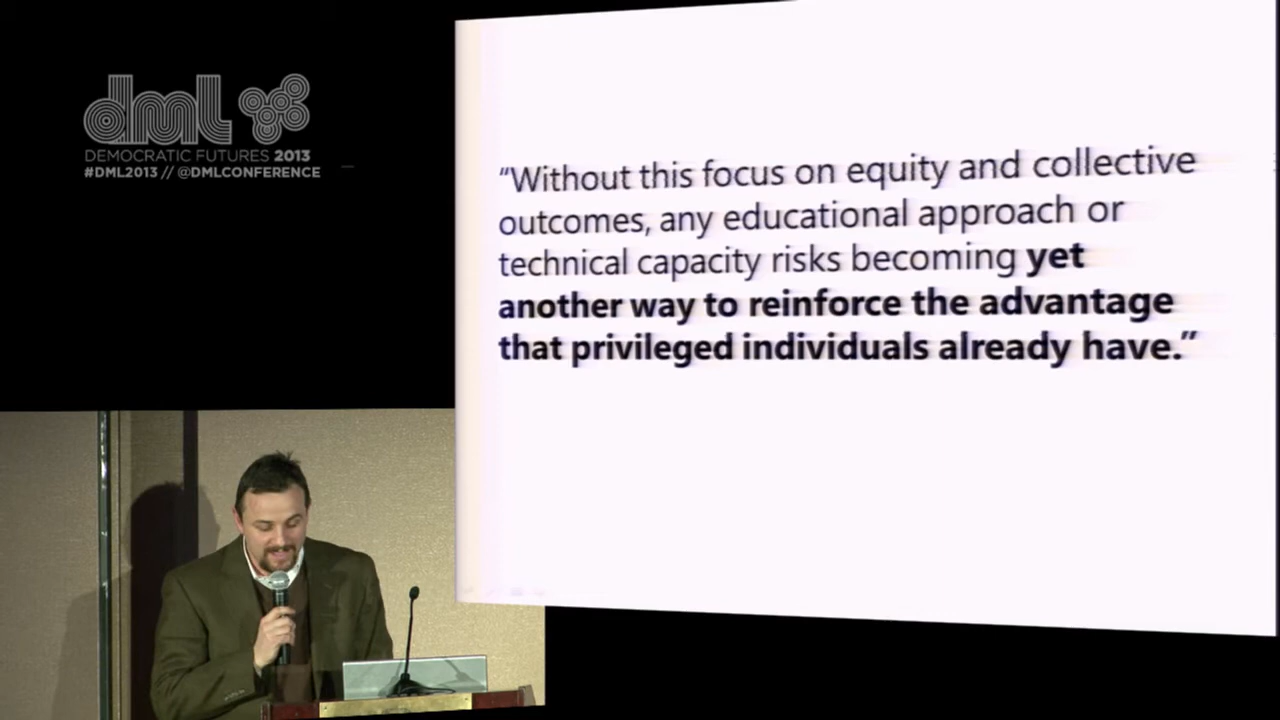 dml
DEMOCRATIC FUTURES 2013
#DML2013 // @DMLCONFERENCE
“Without this focus on equity and collective
outcomes, any educational approach or
technical capacity risks becoming yet
another way to reinforce the advantage
that privileged individuals already have.”